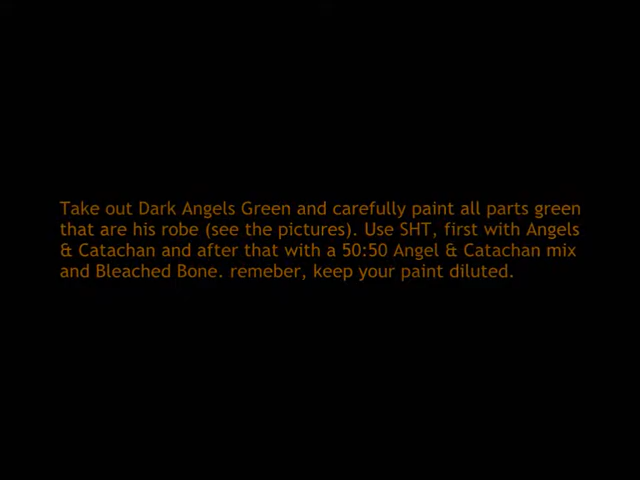 Take out Dark Angels Green and carefully paint all parts green
that are his robe (see the pictures). Use SHT, first with Angels
& Catachan and after that with a 50:50 Angel & Catachan mix
and Bleached Bone. remeber, keep your paint diluted.